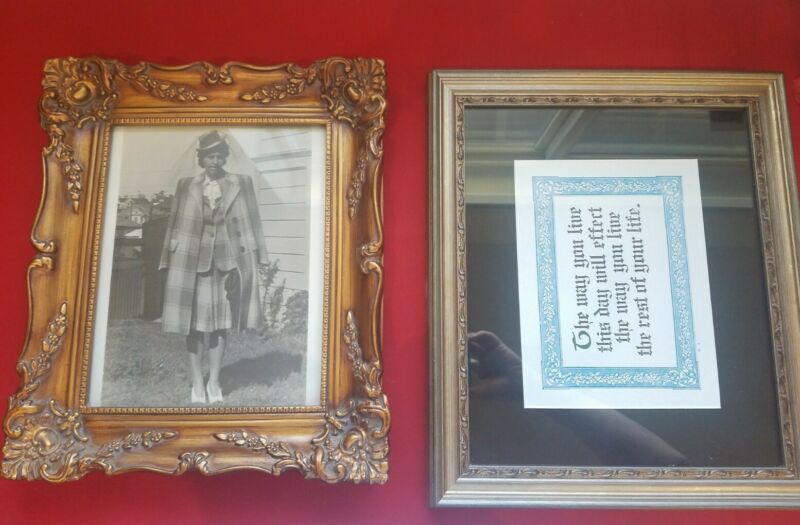 The way you live
this day will effect
the way you live
the rest of your life.